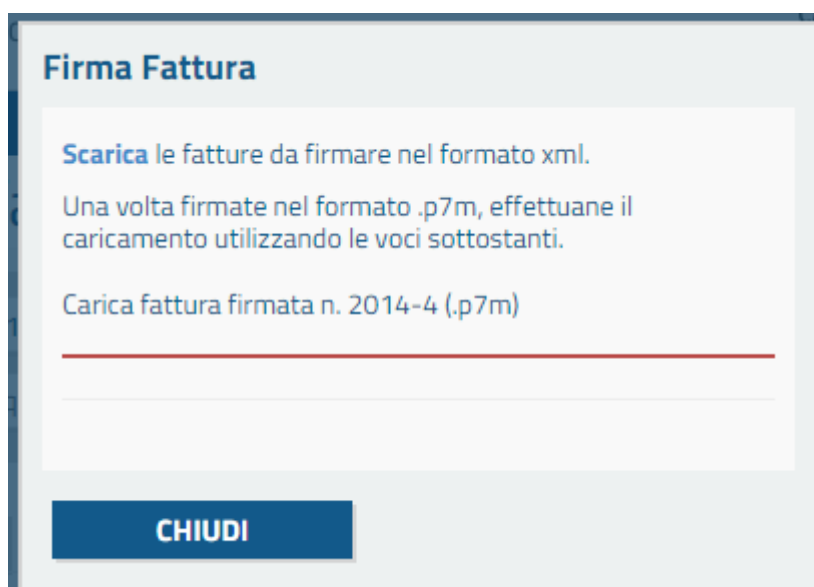 Firma Fattura
Scarica le fatture da firmare nel formato xml.
Una volta firmate nel formato .p7m, effettuane il
caricamento utilizzando le voci sottostanti.
Carica fattura firmata n. 2014-4 (.p7m)
CHIUDI